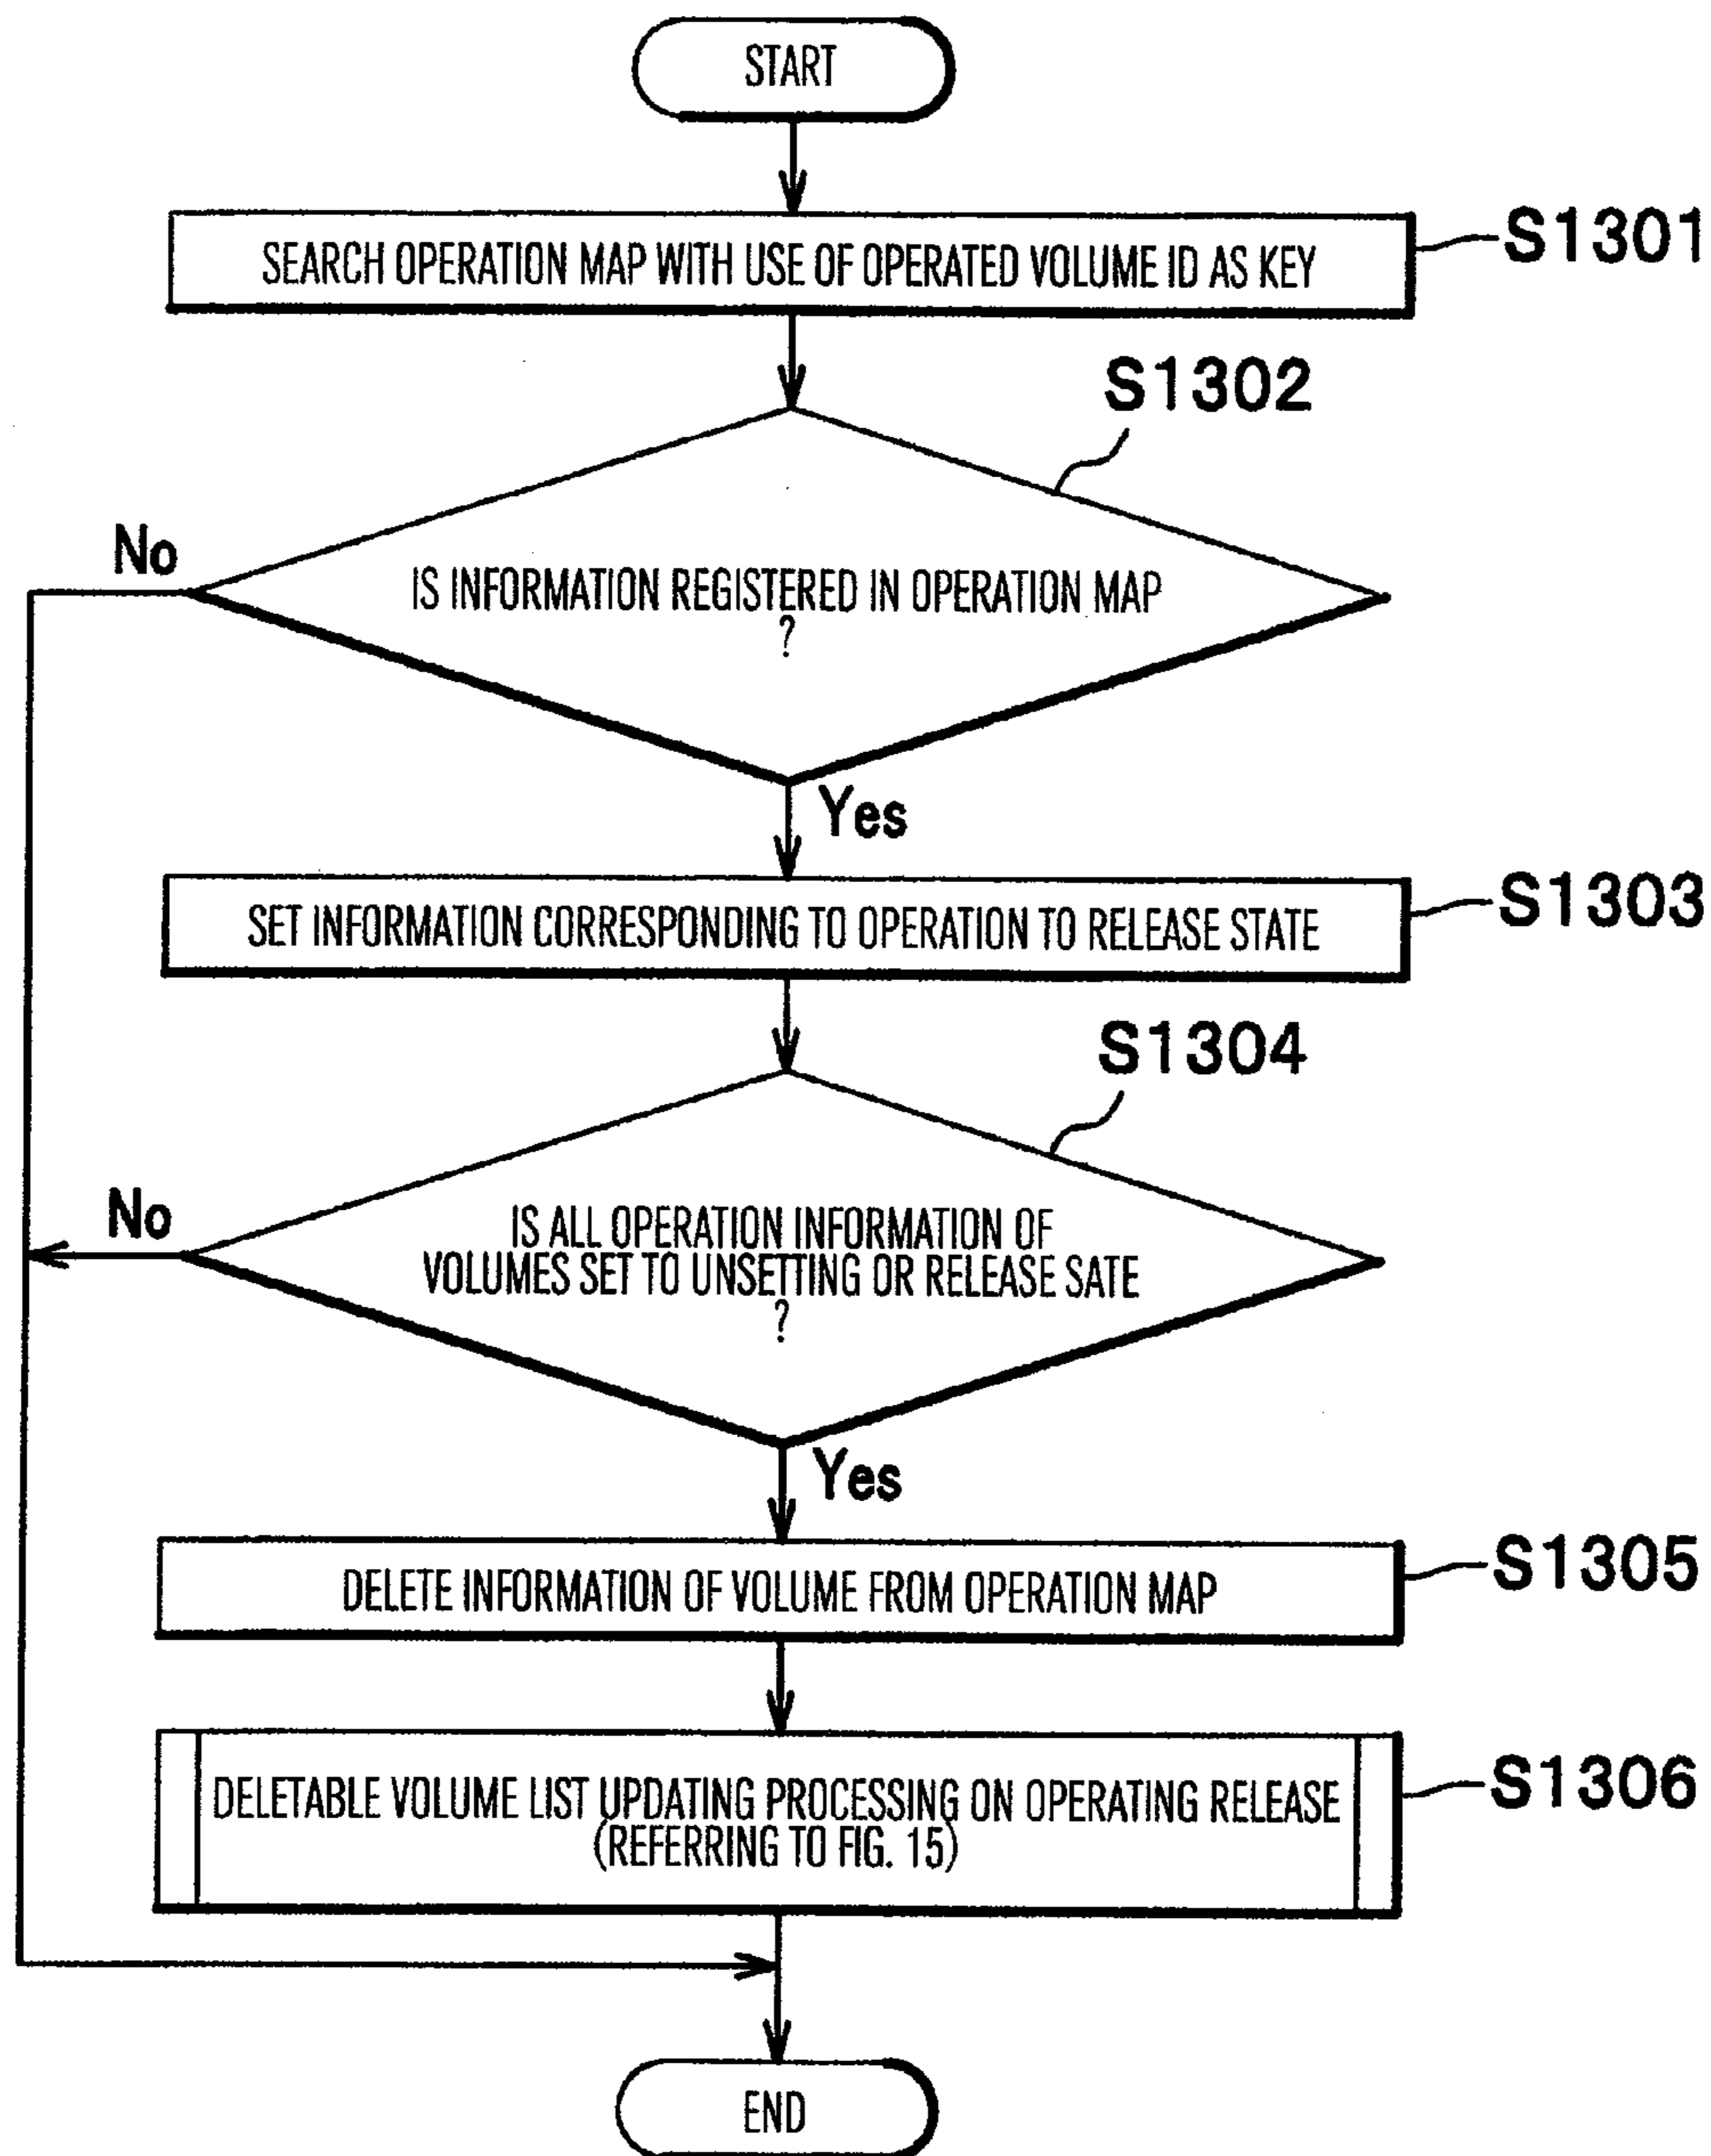 START
SEARCH OPERATION MAP WITH USE OF OPERATED VOLUME ID AS KEY
S1301
S1302
No
IS INFORMATION REGISTERED IN OPERATION MAP
?
Yes
SET INFORMATION CORRESPONDING TO OPERATION TO RELEASE STATE
S1303
S1304
No
IS ALL OPERATION INFORMATION OF
VOLUMES SET TO UNSETTING OR RELEASE SATE
?
Yes
DELETE INFORMATION OF VOLUME FROM OPERATION MAP
S1305
DELETABLE VOLUME LIST UPDATING PROCESSING ON OPERATING RELEASE
(REFERRING TO FIG. 15)
S1306
END